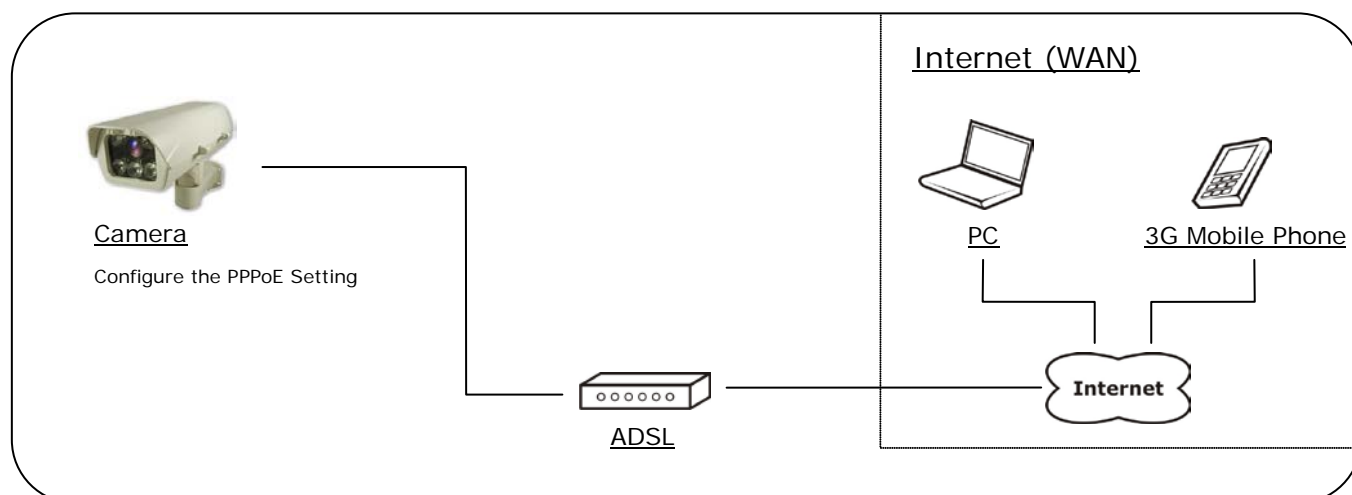 Internet (WAN)
Camera
Configure the PPPoE Setting
PC
3G Mobile Phone
Internet
ADSL